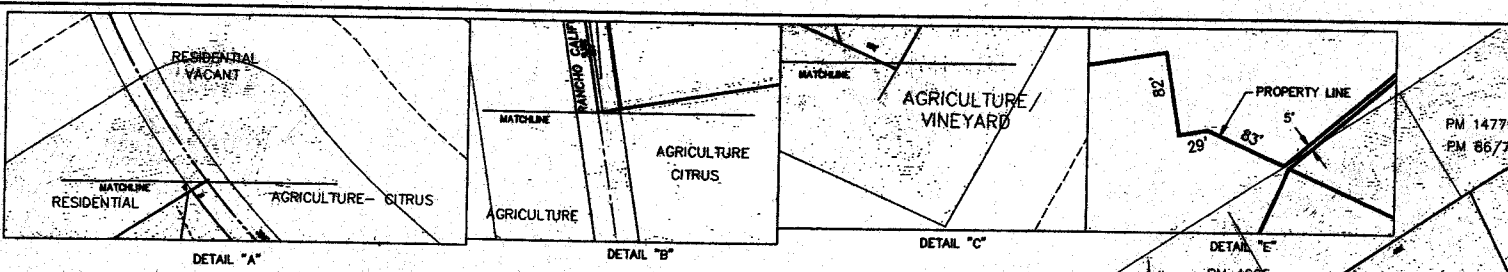 RESIDENTIAL
VACANT
MATCHLINE
RESIDENTIAL
AGRICULTURE- CITRUS
DETAIL "A"
RANCHO CALIF
MATCHLINE
AGRICULTURE
CITRUS
AGRICULTURE
DETAIL "B"
MATCHLINE
AGRICULTURE/
VINEYARD
DETAIL "C"
82'
PROPERTY LINE
5'
29'
83'
DETAIL "E"
PM 1477
PM 86/7